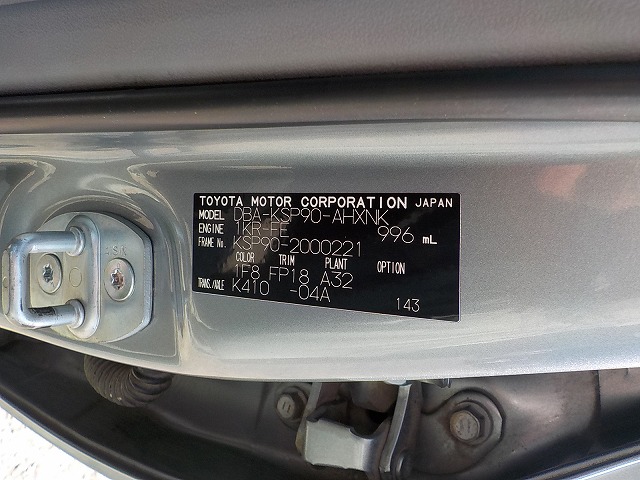 TOYOTA MOTOR CORPORATION JAPAN
MODEL DBA-KSP90-AHXNK
ENGINE 1KR-FE 996 mL
FRAME No. KSP90-2000221
COLOR TRIM PLANT OPTION
1F8 FP18 A32
TRANS./AXLE K410 -04A 143